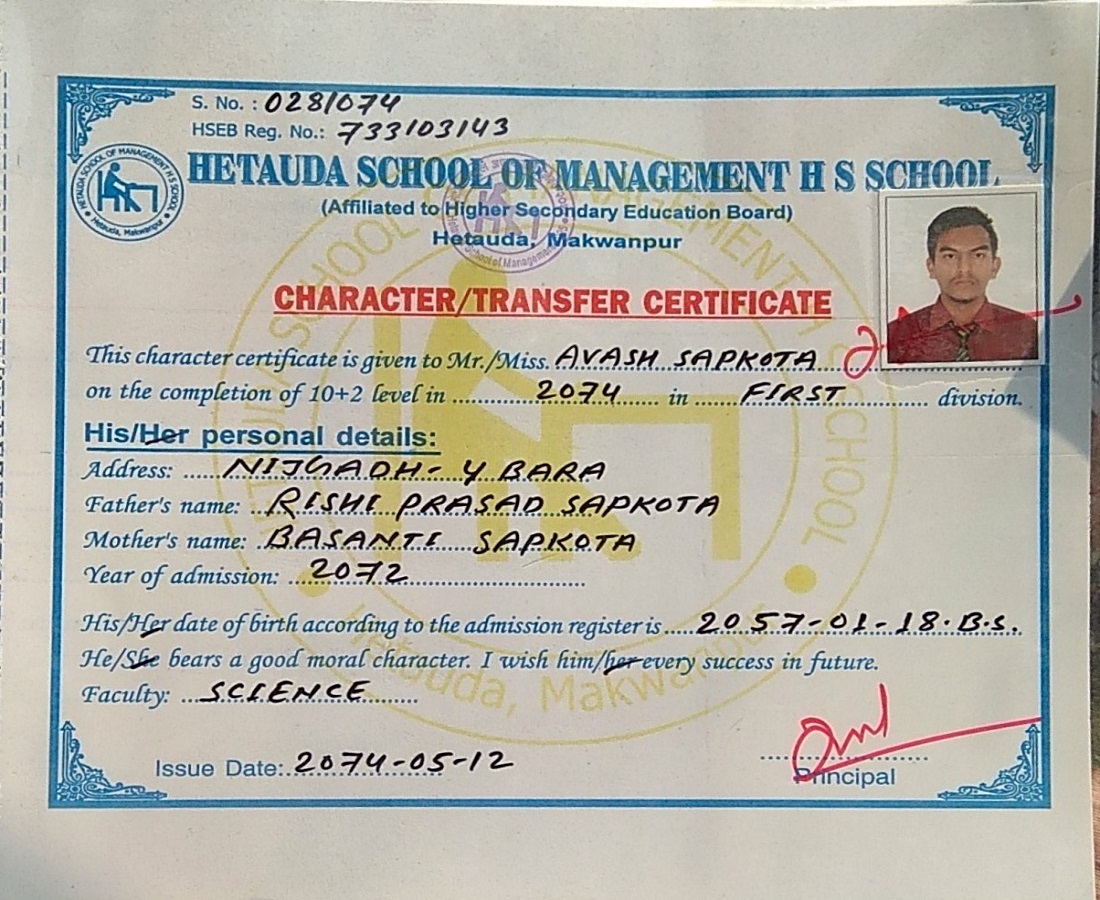 S. No. : 0281074
HSEB Reg. No.: 733103143
HETAUDA SCHOOL OF MANAGEMENT H S SCHOOL
(Affiliated to Higher Secondary Education Board)
Hetauda, Makwanpur
CHARACTER/TRANSFER CERTIFICATE
This character certificate is given to Mr./Miss. AVASH SAPKOTA
on the completion of 10+2 level in 2074 in FIRST division.
His/Her personal details:
Address: NIJGADH-4 BARA
Father's name: RISHI PRASAD SAPKOTA
Mother's name: BASANTI SAPKOTA
Year of admission: 2072
His/Her date of birth according to the admission register is 2057-01-18.B.S.
He/She bears a good moral character. I wish him/her every success in future.
Faculty: SCIENCE
Issue Date: 2074-05-12
Principal
HETAUDA SCHOOL OF MANAGEMENT H S SCHOOL
Hetauda, Makwanpur